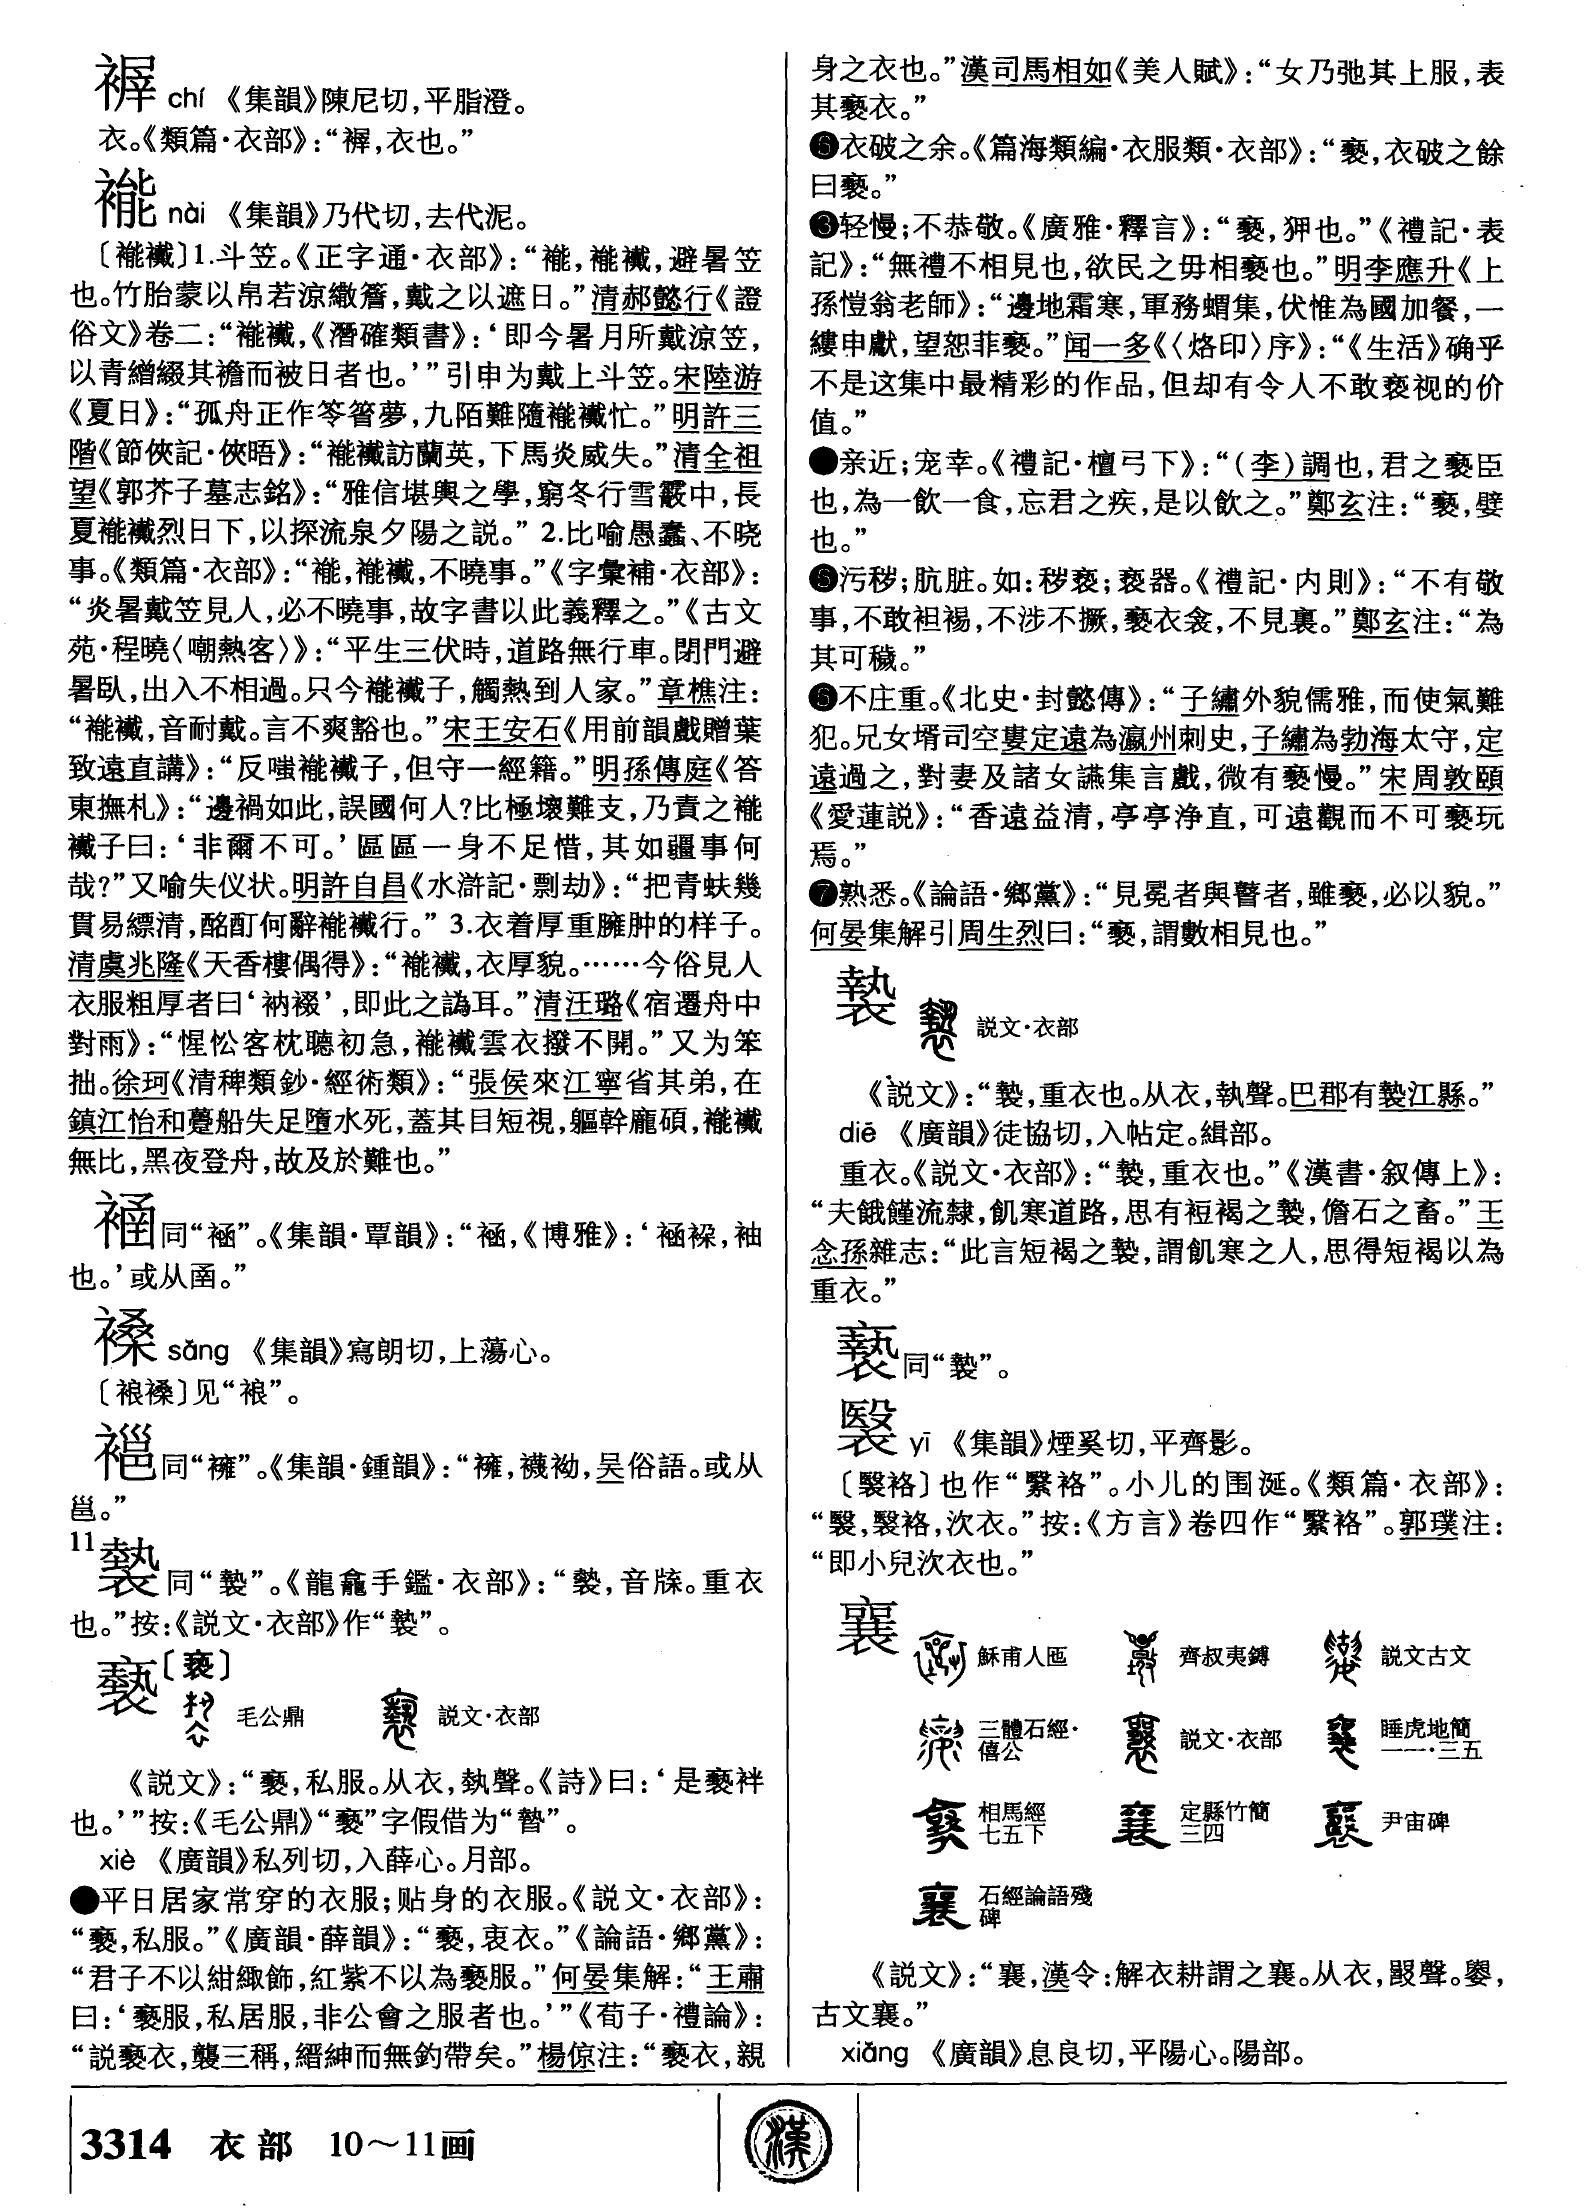 褌 chí 《集韻》陳尼切,平脂澄。
衣。《類篇·衣部》:“褌,衣也。”
褦 nài 《集韻》乃代切,去代泥。
〔褦襶〕1.斗笠。《正字通·衣部》:“褦,褦襶,避暑笠
也。竹胎蒙以帛若涼繖簷,戴之以遮日。”清郝懿行《證
俗文》卷二:“褦襶,《潛確類書》:‘即今暑月所戴涼笠,
以青繒綴其襜而被日者也。’”引申为戴上斗笠。宋陸游
《夏日》:“孤舟正作笭箵夢,九陌難隨褦襶忙。”明許三
階《節俠記·俠晤》:“褦襶訪蘭英,下馬炎威失。”清全祖
望《郭芥子墓志銘》:“雅信堪輿之學,窮冬行雪霰中,長
夏褦襶烈日下,以探流泉夕陽之説。” 2.比喻愚蠢、不晓
事。《類篇·衣部》:“褦,褦襶,不曉事。”《字彙補·衣部》:
“炎暑戴笠見人,必不曉事,故字書以此義釋之。”《古文
苑·程曉〈嘲熱客〉》:“平生三伏時,道路無行車。閉門避
暑臥,出入不相過。只今褦襶子,觸熱到人家。”章樵注:
“褦襶,音耐戴。言不爽豁也。”宋王安石《用前韻戲贈葉
致遠直講》:“反嗤褦襶子,但守一經籍。”明孫傳庭《答
東撫札》:“邊禍如此,誤國何人?比極壞難支,乃責之褦
襶子曰:‘非爾不可。’區區一身不足惜,其如疆事何
哉?”又喻失仪状。明許自昌《水滸記·剽劫》:“把青蚨幾
貫易縹清,酩酊何辭褦襶行。” 3.衣着厚重臃肿的样子。
清虞兆隆《天香樓偶得》:“褦襶,衣厚貌。……今俗見人
衣服粗厚者曰‘衲裰’,即此之譌耳。”清汪璐《宿遷舟中
對雨》:“惺忪客枕聽初急,褦襶雲衣撥不開。”又为笨
拙。徐珂《清稗類鈔·經術類》:“張侯來江寧省其弟,在
鎮江怡和躉船失足墮水死,蓋其目短視,軀幹龐碩,褦襶
無比,黑夜登舟,故及於難也。”
同“𧚀”。《集韻·覃韻》:“《博雅》:‘袖
也。’或从圅。”
褬 sǎng 《集韻》寫朗切,上蕩心。
〔裉褬〕见“裉”。
同“襱”。《集韻·鍾韻》:“襪袎,吴俗語。或从
邕。”
11 同“褺”。《龍龕手鑑·衣部》:“音牒。重衣
也。”按:《説文·衣部》作“褺”。
褻〔亵〕
毛公鼎 説文·衣部
《説文》:“褻,私服。从衣,埶聲。《詩》曰:‘是褻袢
也。’”按:《毛公鼎》“褻”字假借为“暬”。
xiè 《廣韻》私列切,入薛心。月部。
●平日居家常穿的衣服;贴身的衣服。《説文·衣部》:
“褻,私服。”《廣韻·薛韻》:“褻,衷衣。”《論語·鄉黨》:
“君子不以紺緅飾,紅紫不以為褻服。”何晏集解:“王肅
曰:‘褻服,私居服,非公會之服者也。’”《荀子·禮論》:
“説褻衣,襲三稱,縉紳而無鈎帶矣。”楊倞注:“褻衣,親
身之衣也。”漢司馬相如《美人賦》:“女乃弛其上服,表
其褻衣。”
❻衣破之余。《篇海類編·衣服類·衣部》:“褻,衣破之餘
曰褻。”
❸轻慢;不恭敬。《廣雅·釋言》:“褻,狎也。”《禮記·表
記》:“無禮不相見也,欲民之毋相褻也。”明李應升《上
孫愷翁老師》:“邊地霜寒,軍務蝟集,伏惟為國加餐,一
縷申獻,望恕菲褻。”闻一多《〈烙印〉序》:“《生活》确乎
不是这集中最精彩的作品,但却有令人不敢亵视的价
值。”
●亲近;宠幸。《禮記·檀弓下》:“(李)調也,君之褻臣
也,為一飲一食,忘君之疾,是以飲之。”鄭玄注:“褻,嬖
也。”
❺污秽;肮脏。如:秽亵;亵器。《禮記·内則》:“不有敬
事,不敢袒裼,不涉不撅,褻衣衾,不見裏。”鄭玄注:“為
其可穢。”
❻不庄重。《北史·封懿傳》:“子繡外貌儒雅,而使氣難
犯。兄女壻司空婁定遠為瀛州刺史,子繡為勃海太守,定
遠過之,對妻及諸女讌集言戲,微有褻慢。”宋周敦頤
《愛蓮説》:“香遠益清,亭亭浄直,可遠觀而不可褻玩
焉。”
❼熟悉。《論語·鄉黨》:“見冕者與瞽者,雖褻,必以貌。”
何晏集解引周生烈曰:“褻,謂數相見也。”
褺
説文·衣部
《説文》:“褺,重衣也。从衣,執聲。巴郡有褺江縣。”
dié 《廣韻》徒協切,入帖定。緝部。
重衣。《説文·衣部》:“褺,重衣也。”《漢書·叙傳上》:
“夫餓饉流隸,飢寒道路,思有裋褐之褺,儋石之畜。”王
念孫雜志:“此言短褐之褺,謂飢寒之人,思得短褐以為
重衣。”
同“褺”。
yī 《集韻》煙奚切,平齊影。
也作“繄袼”。小儿的围涎。《類篇·衣部》:
“次衣。”按:《方言》卷四作“繄袼”。郭璞注:
“即小兒次衣也。”
襄
穌甫人匜 齊叔夷鎛 説文古文
三體石經·僖公 説文·衣部 睡虎地簡一一·三五
相馬經七五下 定縣竹簡三四 尹宙碑
石經論語殘碑
《説文》:“襄,漢令:解衣耕謂之襄。从衣,𤕦聲。
古文襄。”
xiāng 《廣韻》息良切,平陽心。陽部。
3314 衣部 10～11画
漢